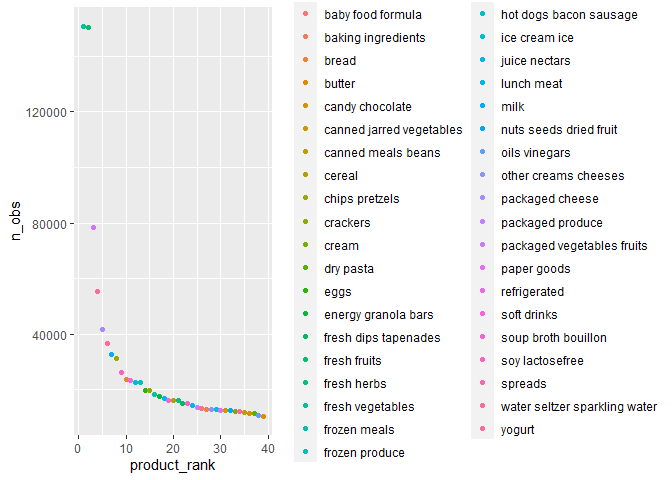 n_obs
120000
80000
40000
0
10
20
30
40
product_rank
baby food formula
baking ingredients
bread
butter
candy chocolate
canned jarred vegetables
canned meals beans
cereal
chips pretzels
crackers
cream
dry pasta
eggs
energy granola bars
fresh dips tapenades
fresh fruits
fresh herbs
fresh vegetables
frozen meals
frozen produce
hot dogs bacon sausage
ice cream ice
juice nectars
lunch meat
milk
nuts seeds dried fruit
oils vinegars
other creams cheeses
packaged cheese
packaged produce
packaged vegetables fruits
paper goods
refrigerated
soft drinks
soup broth bouillon
soy lactosefree
spreads
water seltzer sparkling water
yogurt